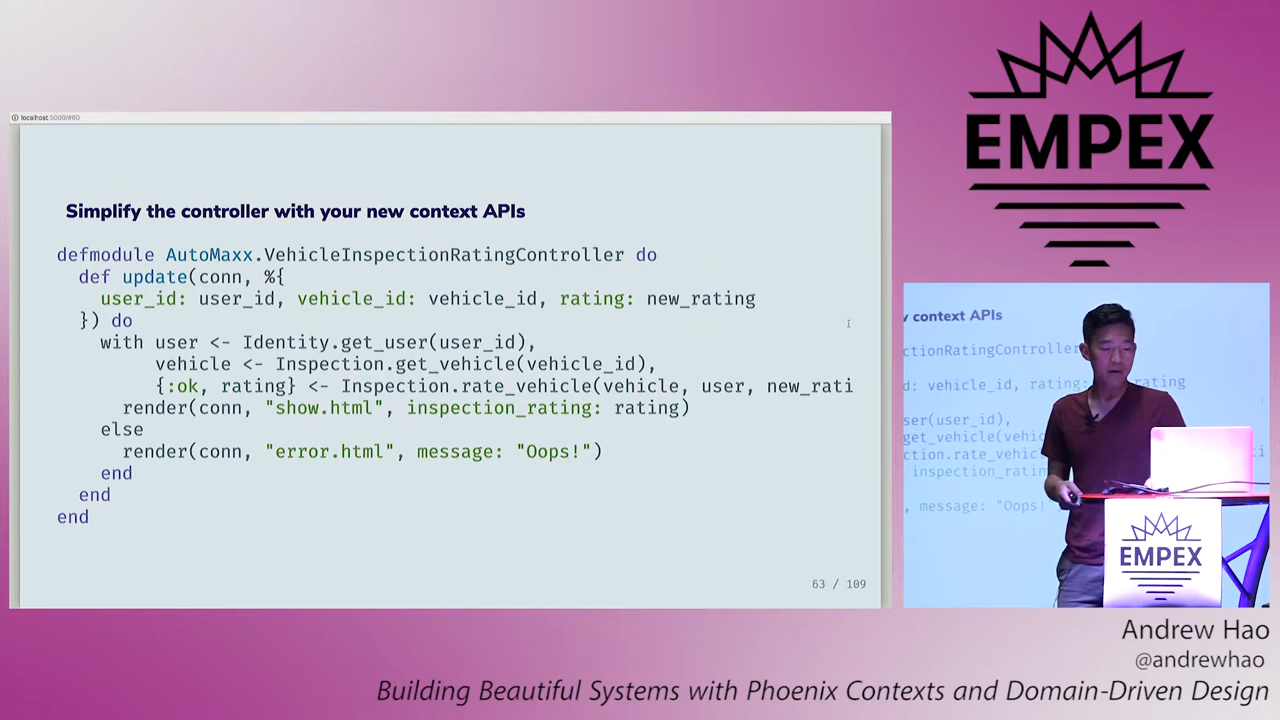 localhost:5000/#80
Simplify the controller with your new context APIs
defmodule AutoMaxx.VehicleInspectionRatingController do
def update(conn, %{
user_id: user_id, vehicle_id: vehicle_id, rating: new_rating
}) do
with user <- Identity.get_user(user_id),
vehicle <- Inspection.get_vehicle(vehicle_id),
{:ok, rating} <- Inspection.rate_vehicle(vehicle, user, new_rati
render(conn, "show.html", inspection_rating: rating)
else
render(conn, "error.html", message: "Oops!")
end
end
end
63 / 109
EMPEX
w context APIs
ctionRatingController
d: vehicle_id, rating: rating
ser(user_id),
get_vehicle(vehic
ction.rate_vehic
inspection_rating
, message: "Oops!
EMPEX
Andrew Hao
@andrewhao
Building Beautiful Systems with Phoenix Contexts and Domain-Driven Design